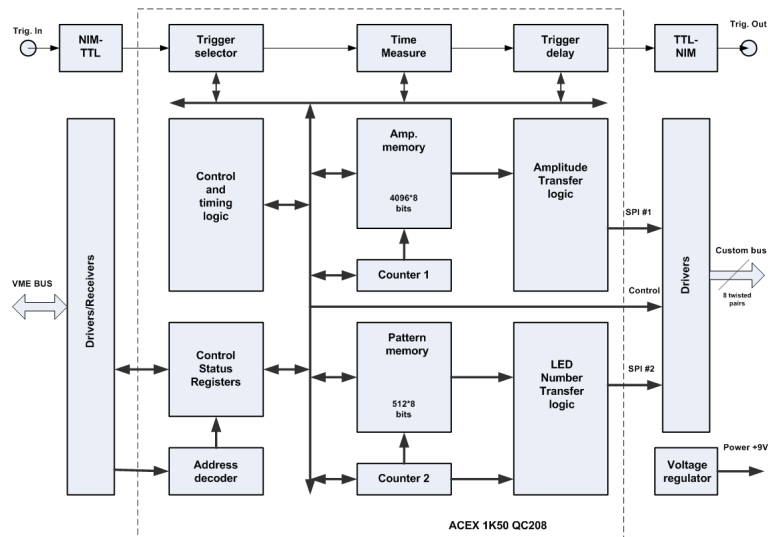 Trig. In
NIM-
TTL
Trigger
selector
Time
Measure
Trigger
delay
TTL-
NIM
Trig. Out
Drivers/Receivers
Control
and
timing
logic
Amp.
memory
4096*8
bits
Amplitude
Transfer
logic
SPI #1
Drivers
Custom bus
8 twisted
pairs
VME BUS
Counter 1
Control
Control
Status
Registers
Pattern
memory
512*8
bits
LED
Number
Transfer
logic
SPI #2
Address
decoder
Counter 2
Voltage
regulator
Power +9V
ACEX 1K50 QC208